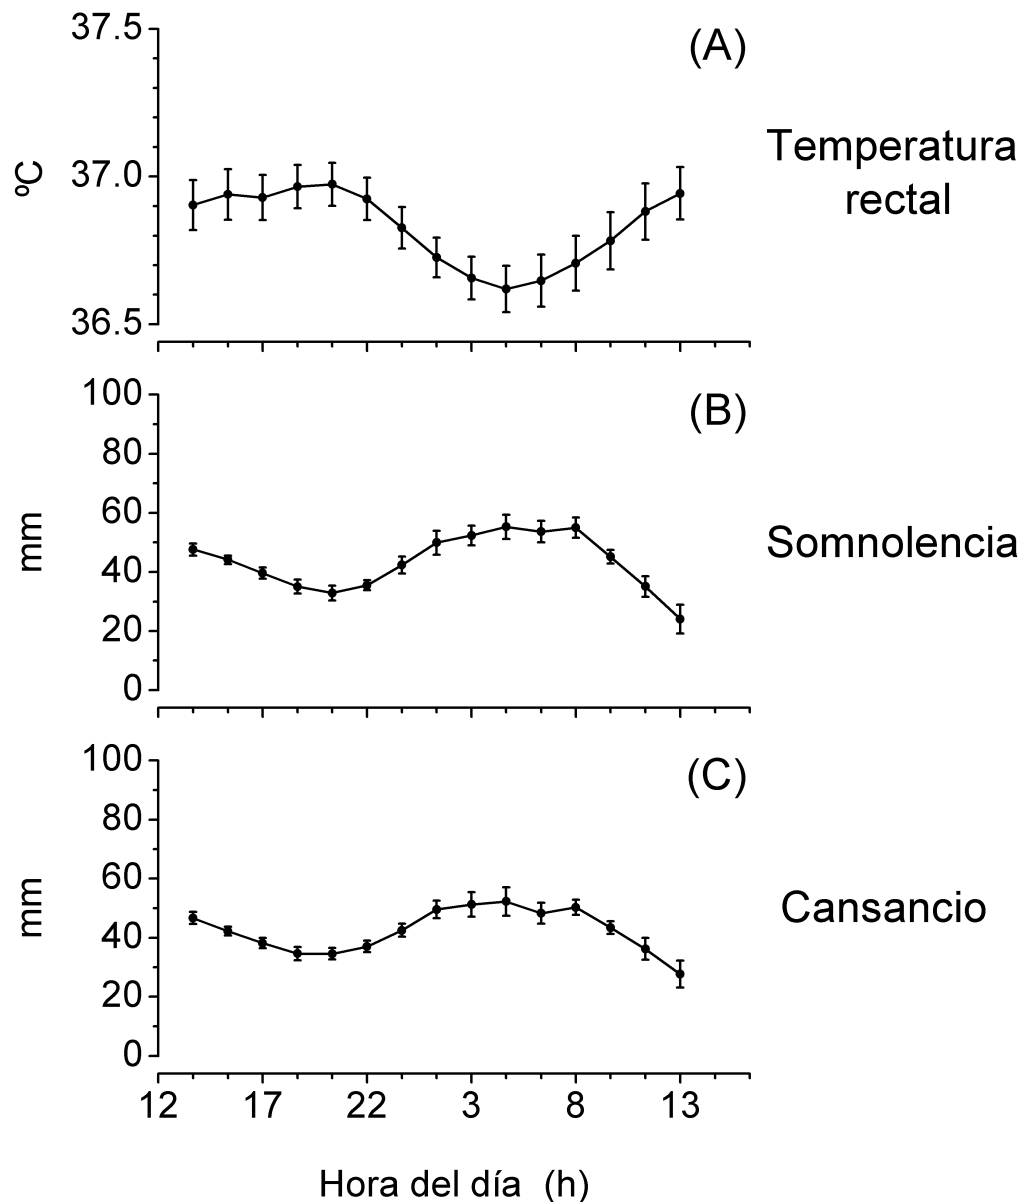 37.5
37.0
36.5
ºC
(A)
Temperatura
rectal
100
80
60
40
20
0
mm
(B)
Somnolencia
100
80
60
40
20
0
mm
(C)
Cansancio
12 17 22 3 8 13
Hora del día (h)